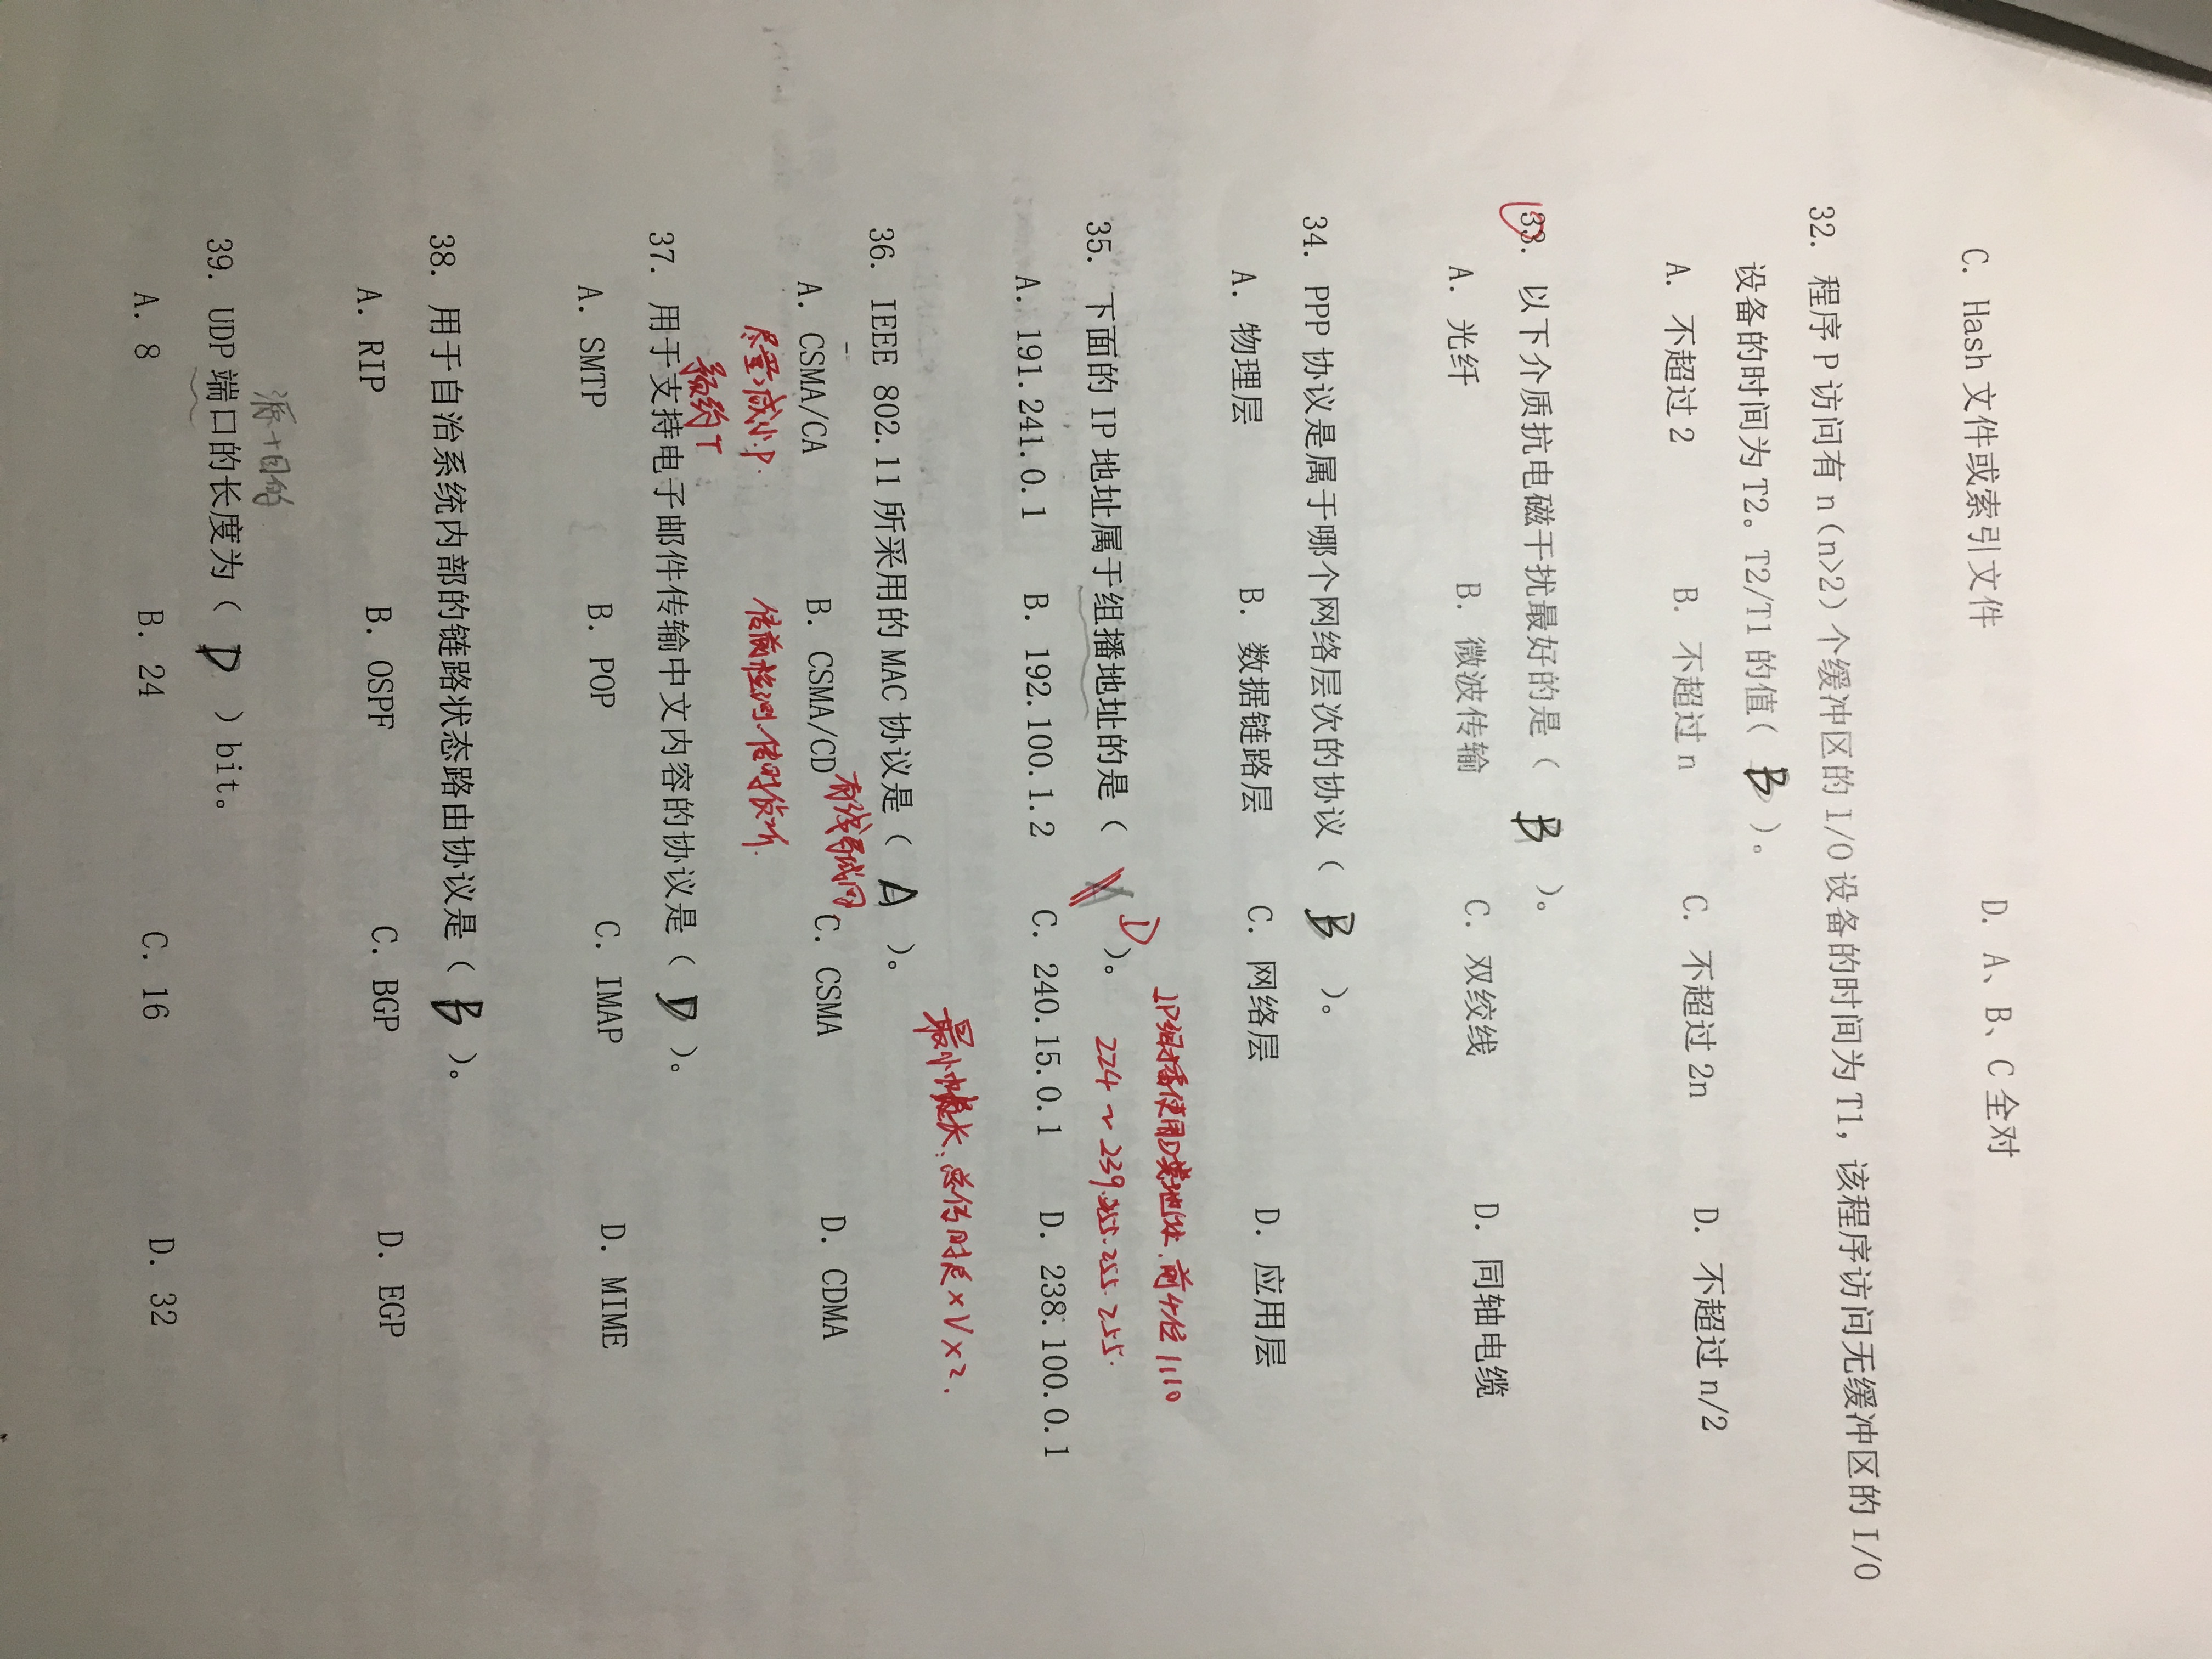 C. Hash 文件或索引文件 D. A、B、C 全对
32. 程序 P 访问有 n(n>2)个缓冲区的 I/O 设备的时间为 T1，该程序访问无缓冲区的 I/O
设备的时间为 T2。T2/T1 的值( B )。
A. 不超过 2 B. 不超过 n C. 不超过 2n D. 不超过 n/2
33. 以下介质抗电磁干扰最好的是( B )。
A. 光纤 B. 微波传输 C. 双绞线 D. 同轴电缆
34. PPP 协议是属于哪个网络层次的协议( B )。
A. 物理层 B. 数据链路层 C. 网络层 D. 应用层
IP组播使用D类地址.前4位1110
35. 下面的 IP 地址属于组播地址的是( D )。
224~239.255.255.255.
A. 191.241.0.1 B. 192.100.1.2 C. 240.15.0.1 D. 238.100.0.1
最小帧长:总传时延×V×2.
36. IEEE 802.11 所采用的 MAC 协议是( A )。
有线局域网
A. CSMA/CA B. CSMA/CD C. CSMA D. CDMA
尽量减小P. 传前检测.传时侦听.
预约T
37. 用于支持电子邮件传输中文内容的协议是( D )。
A. SMTP B. POP C. IMAP D. MIME
38. 用于自治系统内部的链路状态路由协议是( B )。
A. RIP B. OSPF C. BGP D. EGP
源+目的
39. UDP 端口的长度为( D )bit。
A. 8 B. 24 C. 16 D. 32